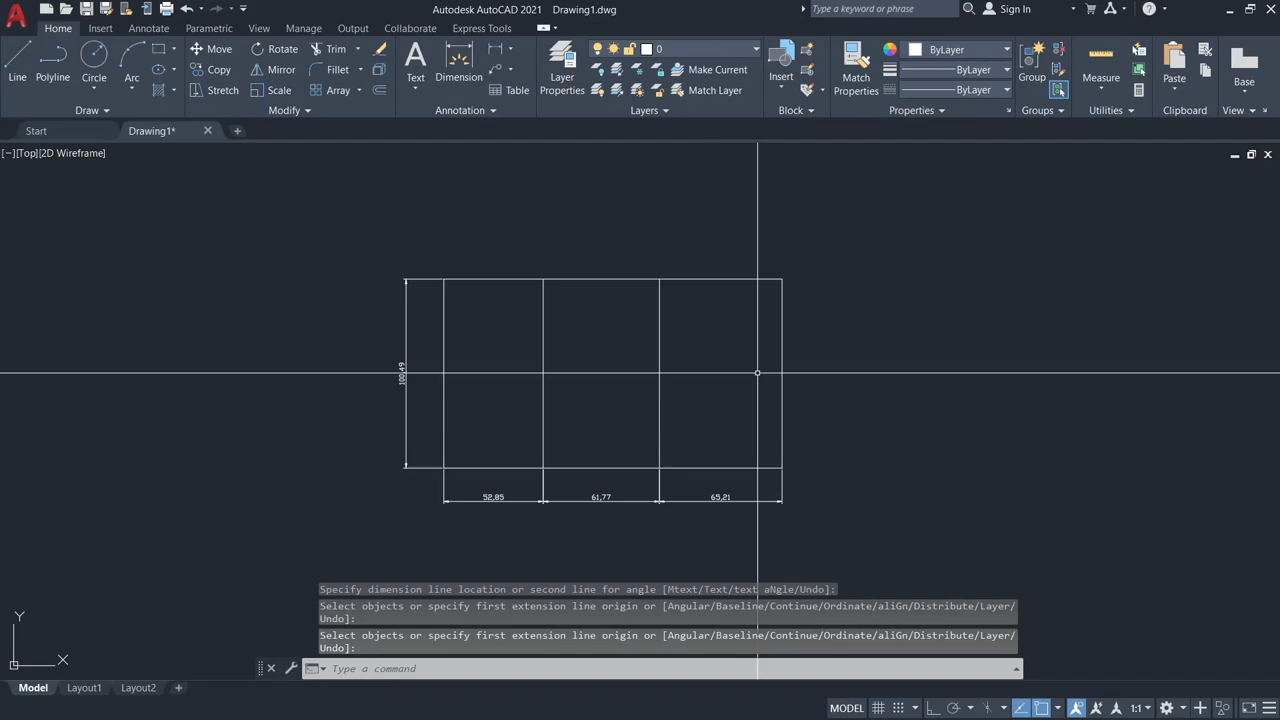 Autodesk AutoCAD 2021 Drawing1.dwg
Type a keyword or phrase
Sign In
Home Insert Annotate Parametric View Manage Output Collaborate Express Tools
Line Polyline Circle Arc
Move Rotate Trim
Copy Mirror Fillet
Stretch Scale Array
Text Dimension Table
Layer Properties
0
Make Current
Match Layer
Insert
Match Properties
ByLayer
ByLayer
ByLayer
Group
Measure
Paste
Base
Draw Modify Annotation Layers Block Properties Groups Utilities Clipboard View
Start Drawing1*
[−][Top][2D Wireframe]
100,49
52,85 61,77 65,21
Specify dimension line location or second line for angle [Mtext/Text/text aNgle/Undo]:
Select objects or specify first extension line origin or [Angular/Baseline/Continue/Ordinate/aliGn/Distribute/Layer/
Undo]:
Select objects or specify first extension line origin or [Angular/Baseline/Continue/Ordinate/aliGn/Distribute/Layer/
Undo]:
Type a command
Y
X
Model Layout1 Layout2
MODEL 1:1